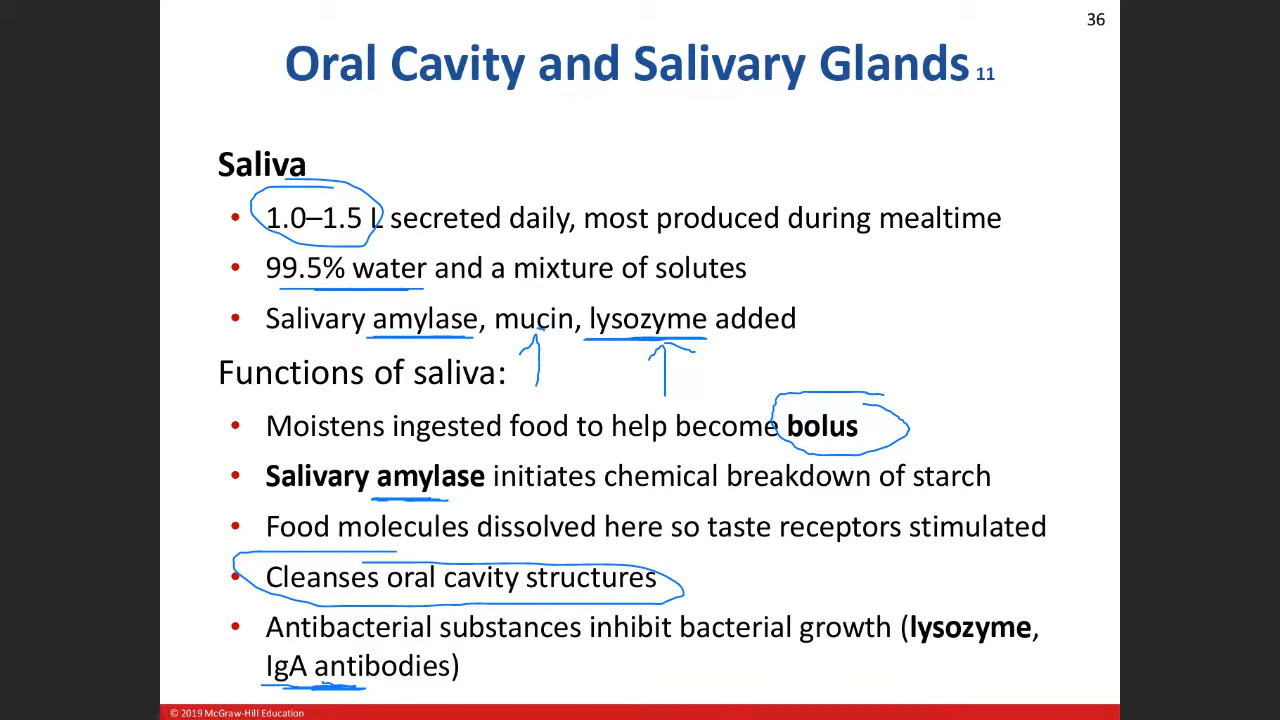 36
Oral Cavity and Salivary Glands 11
Saliva
• 1.0–1.5 L secreted daily, most produced during mealtime
• 99.5% water and a mixture of solutes
• Salivary amylase, mucin, lysozyme added
Functions of saliva:
• Moistens ingested food to help become bolus
• Salivary amylase initiates chemical breakdown of starch
• Food molecules dissolved here so taste receptors stimulated
• Cleanses oral cavity structures
• Antibacterial substances inhibit bacterial growth (lysozyme,
IgA antibodies)
© 2019 McGraw-Hill Education